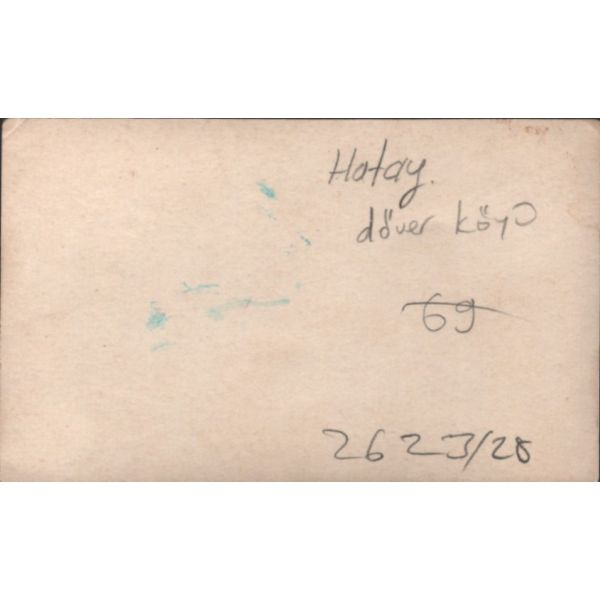 Hatay.
döver köyü
69
2623/28